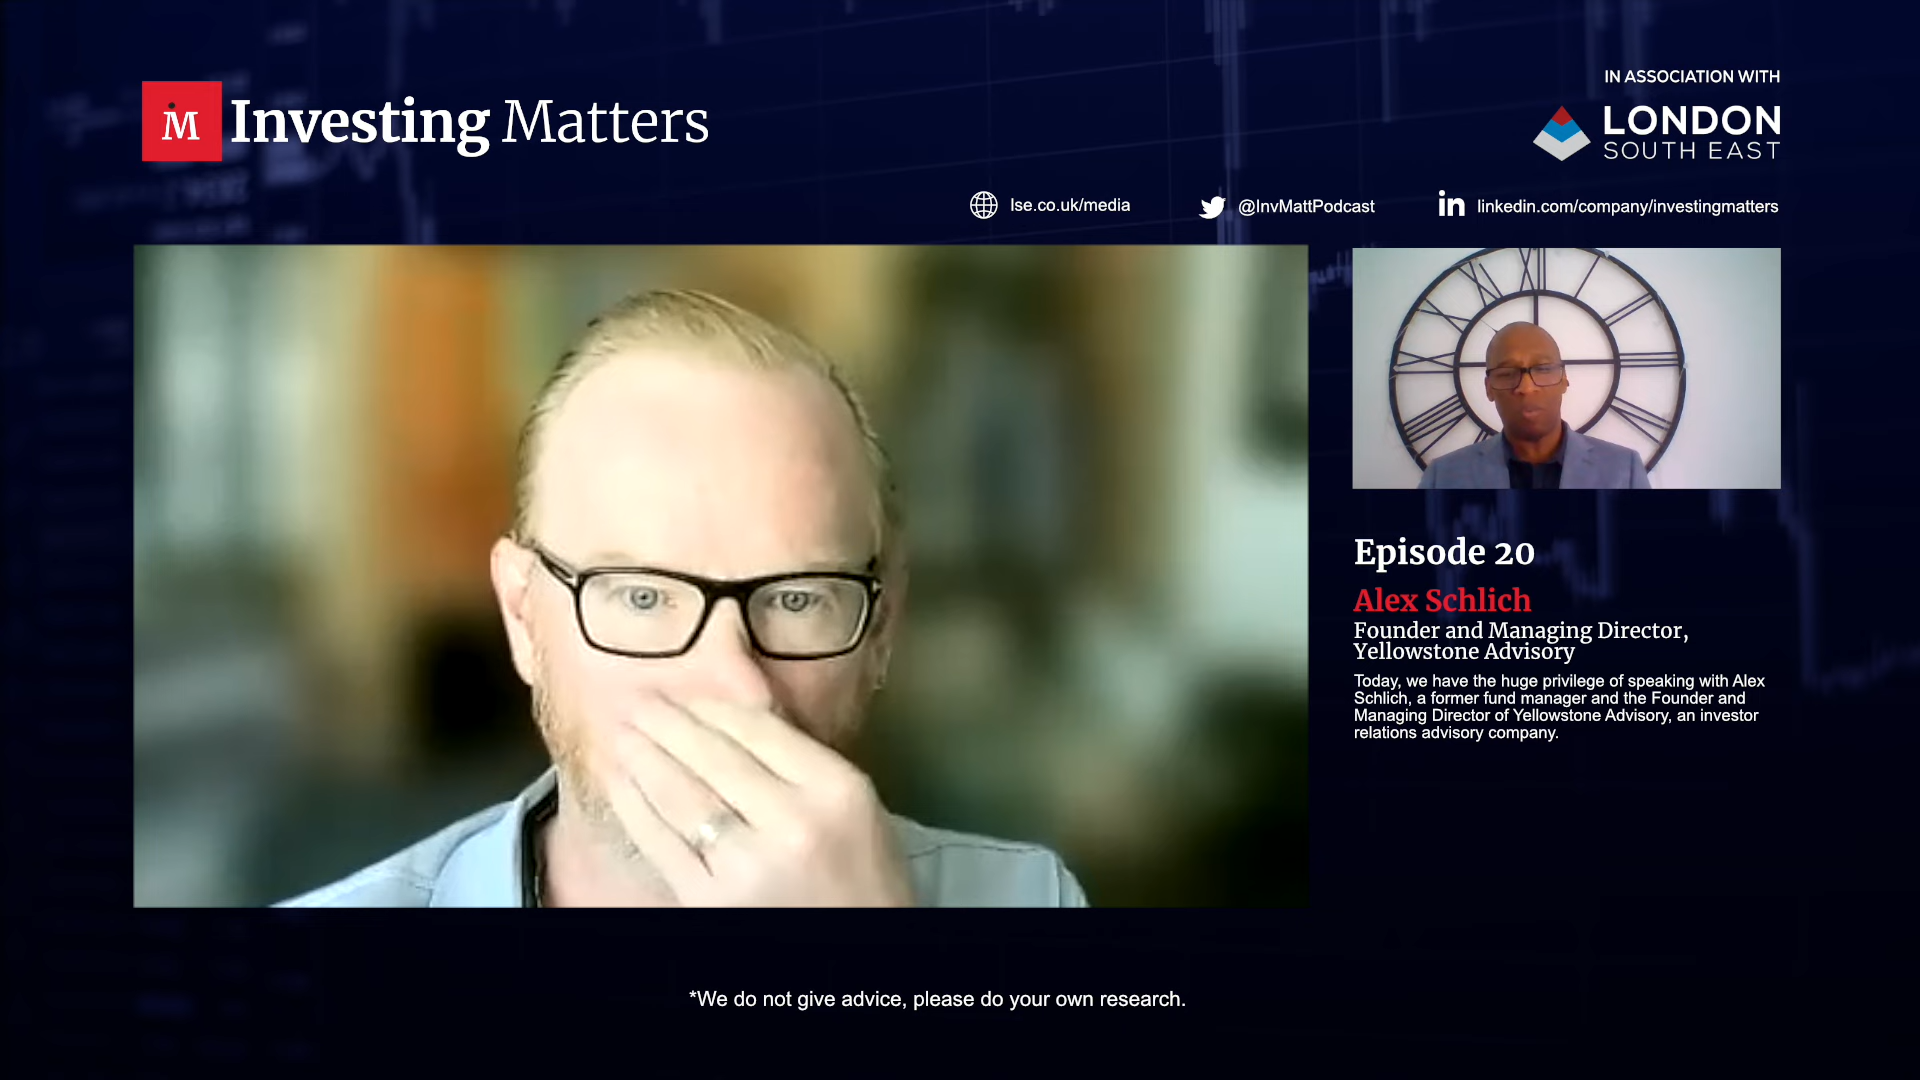 M Investing Matters
IN ASSOCIATION WITH
LONDON
SOUTH EAST
lse.co.uk/media
@InvMattPodcast
in linkedin.com/company/investingmatters
Episode 20
Alex Schlich
Founder and Managing Director,
Yellowstone Advisory
Today, we have the huge privilege of speaking with Alex
Schlich, a former fund manager and the Founder and
Managing Director of Yellowstone Advisory, an investor
relations advisory company.
*We do not give advice, please do your own research.